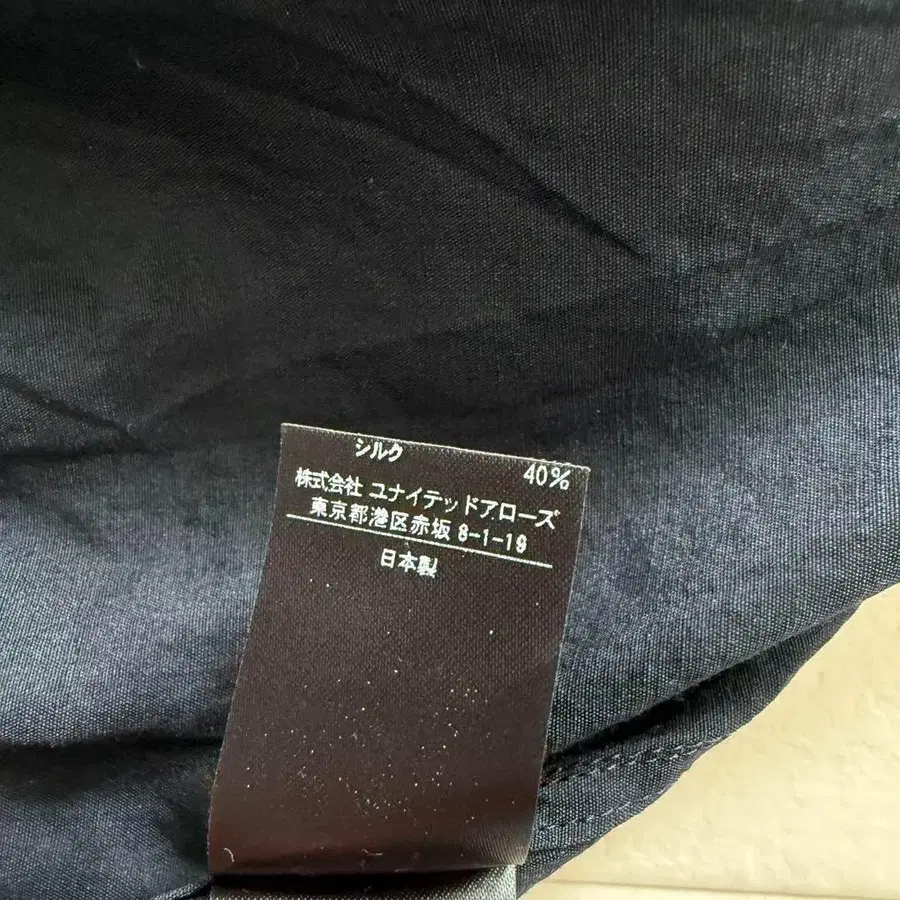 シルク 40%
株式会社 ユナイテッドアローズ
東京都港区赤坂 8-1-19
日本製